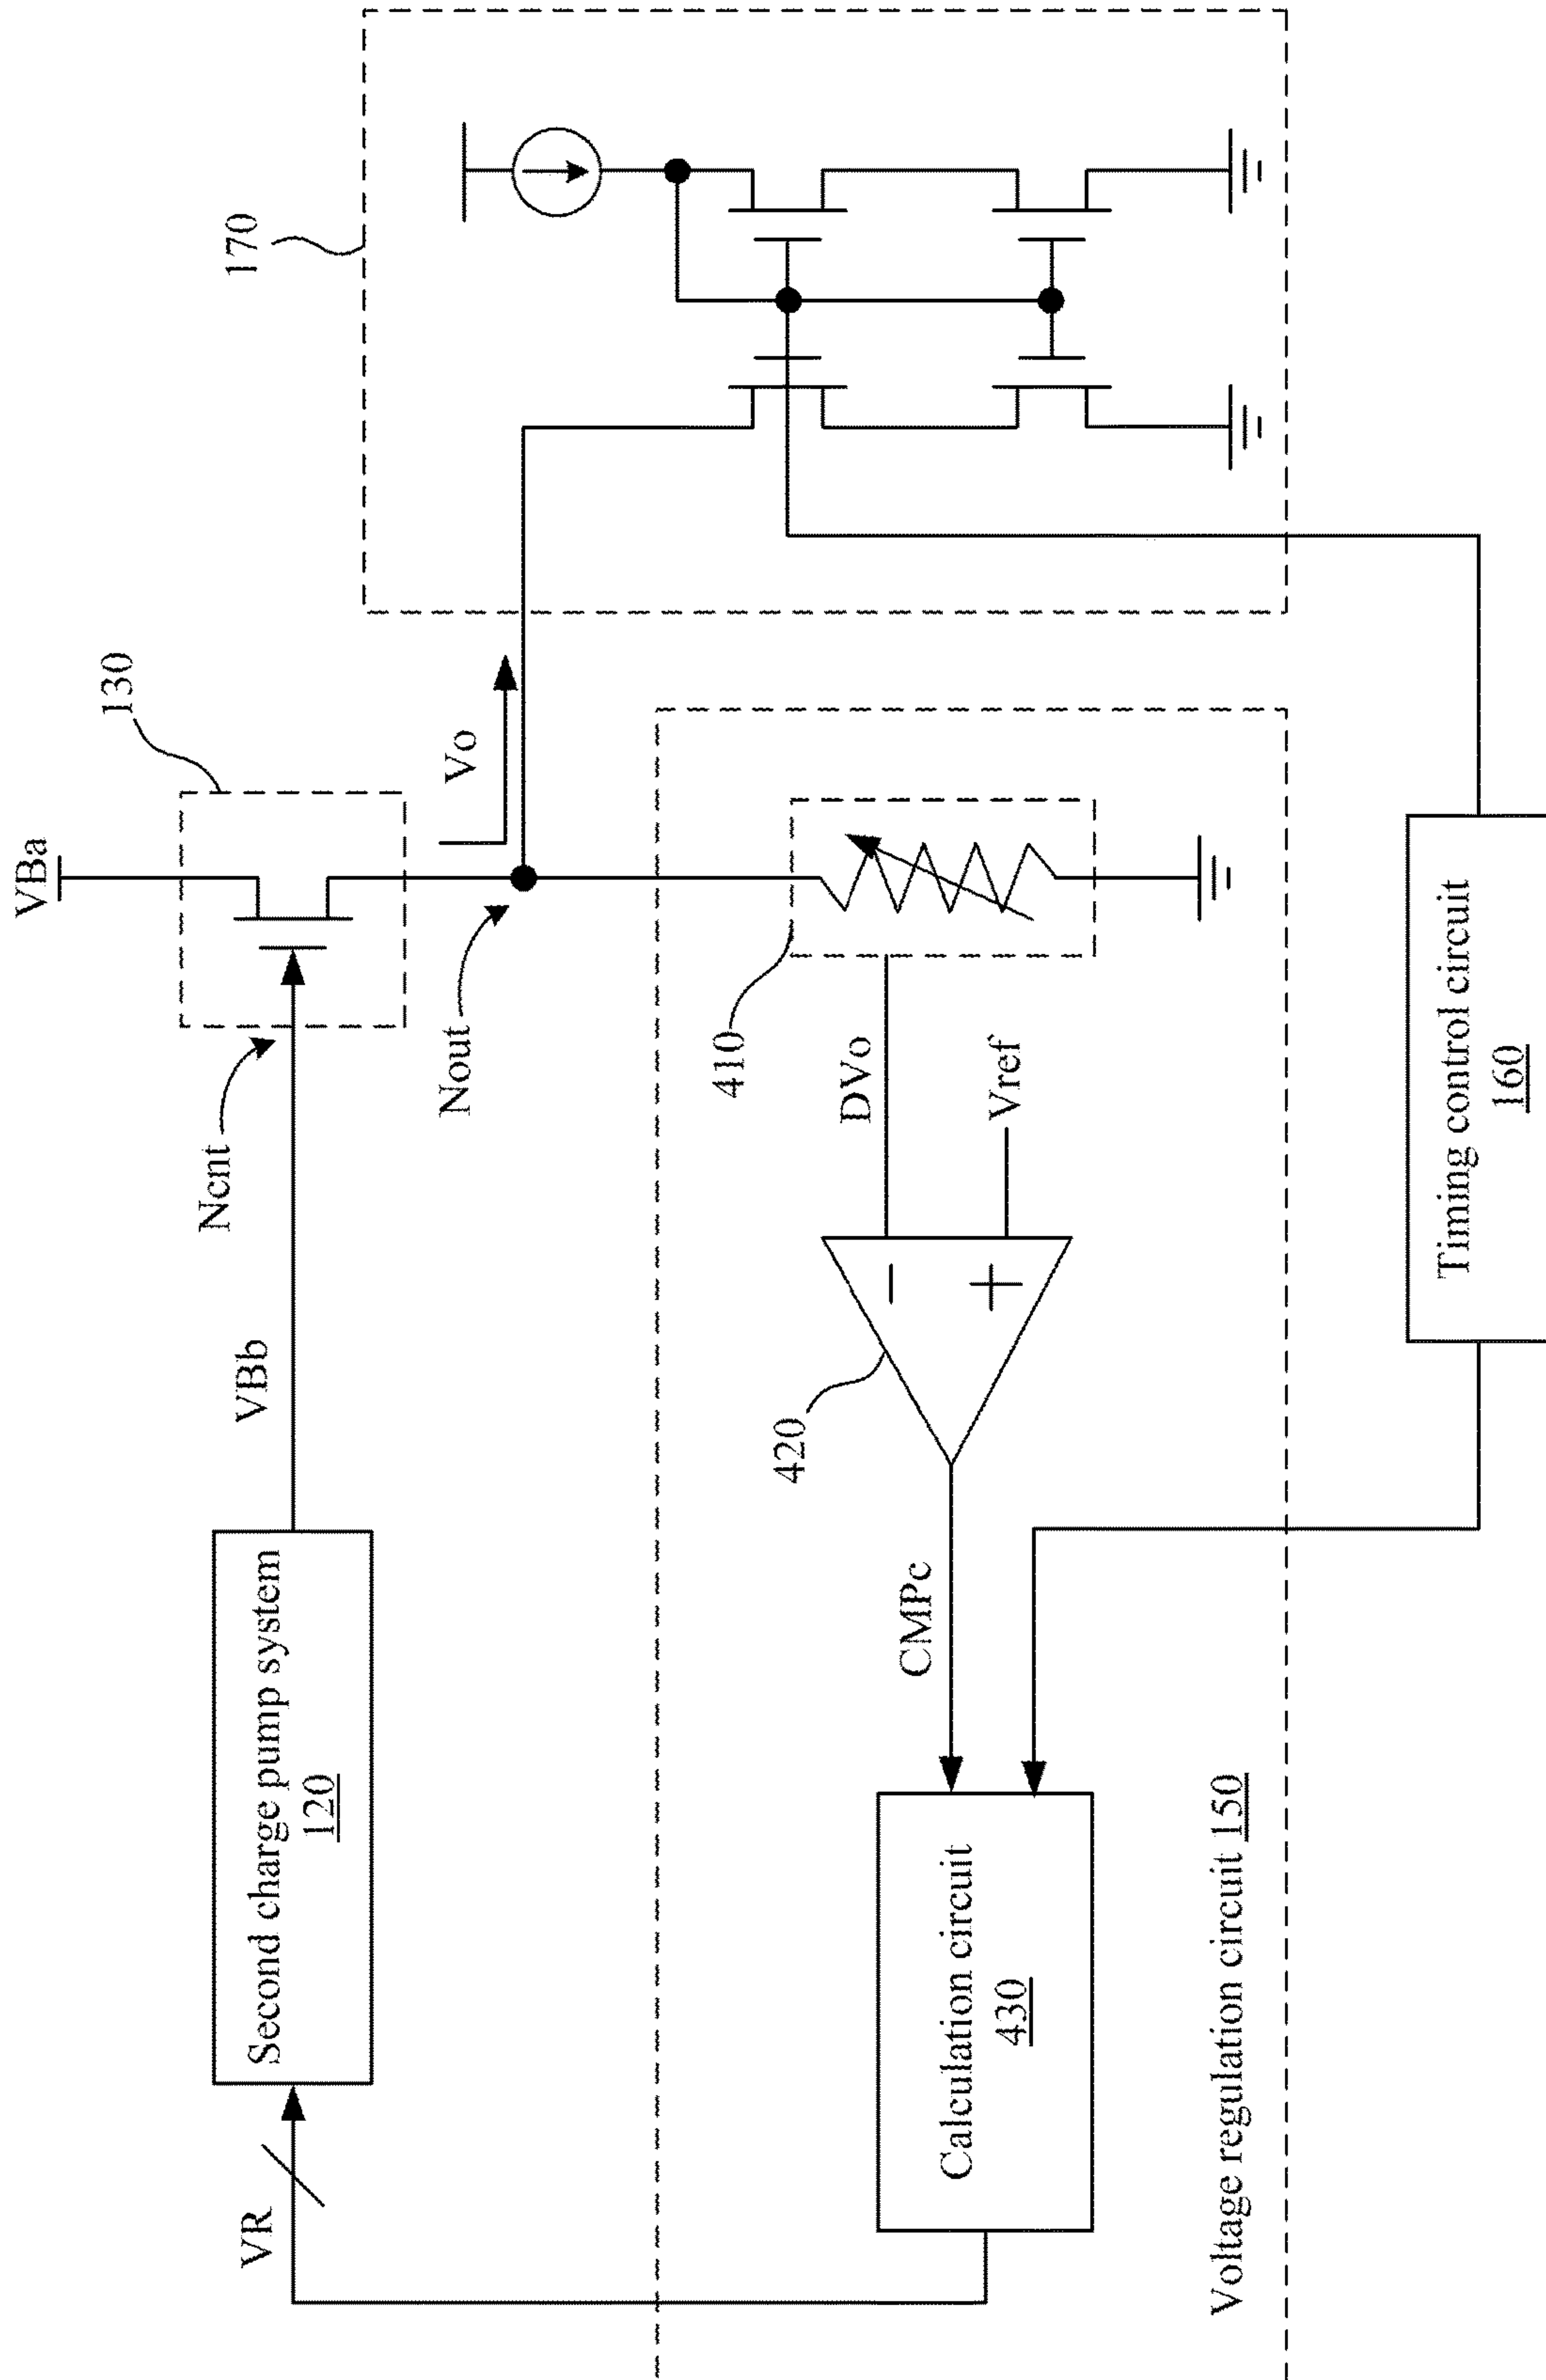 VBa
130
170
VR
Second charge pump system
120
VBb
Ncnt
Vo
Nout
410
DVo
Vref
420
CMPc
Calculation circuit
430
Voltage regulation circuit 150
Timing control circuit
160